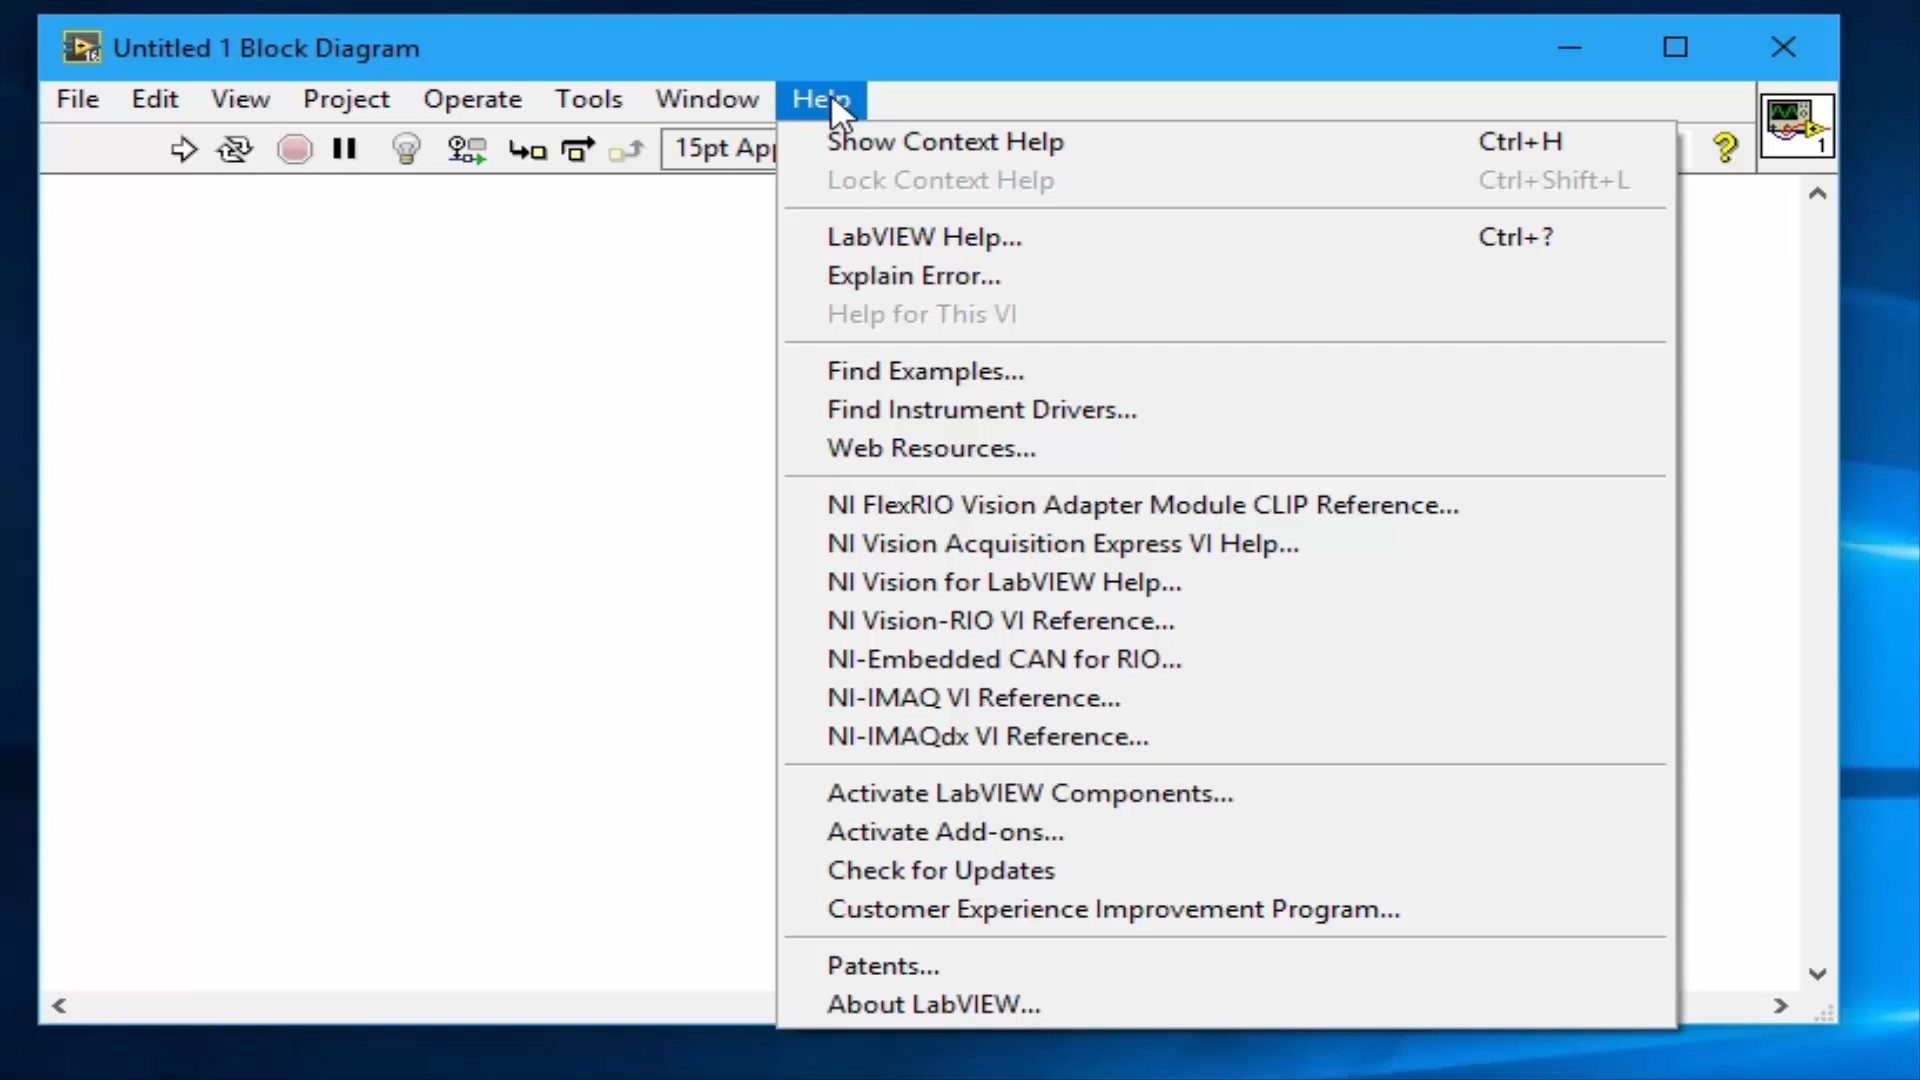 Untitled 1 Block Diagram
File Edit View Project Operate Tools Window Help
15pt App
1
Show Context Help Ctrl+H
Lock Context Help Ctrl+Shift+L
LabVIEW Help... Ctrl+?
Explain Error...
Help for This VI
Find Examples...
Find Instrument Drivers...
Web Resources...
NI FlexRIO Vision Adapter Module CLIP Reference...
NI Vision Acquisition Express VI Help...
NI Vision for LabVIEW Help...
NI Vision-RIO VI Reference...
NI-Embedded CAN for RIO...
NI-IMAQ VI Reference...
NI-IMAQdx VI Reference...
Activate LabVIEW Components...
Activate Add-ons...
Check for Updates
Customer Experience Improvement Program...
Patents...
About LabVIEW...